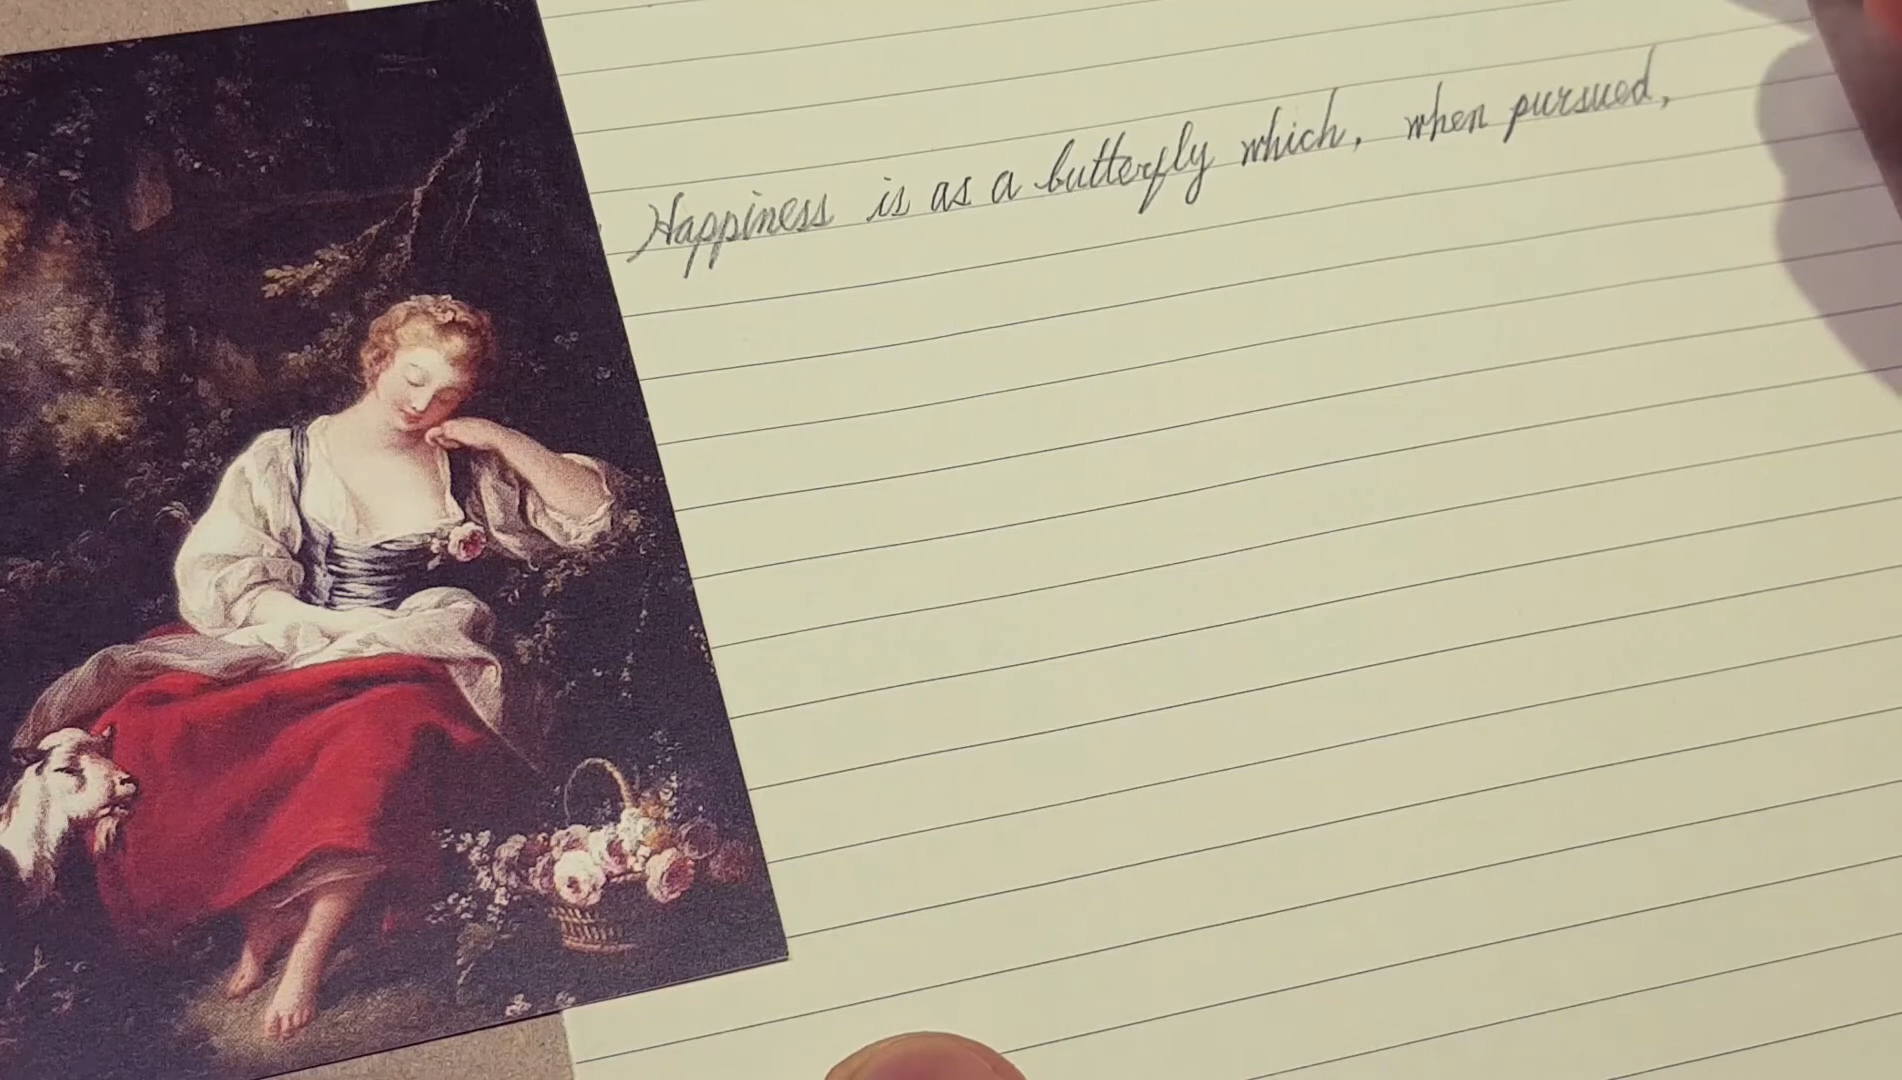 Happiness is as a butterfly which, when pursued,